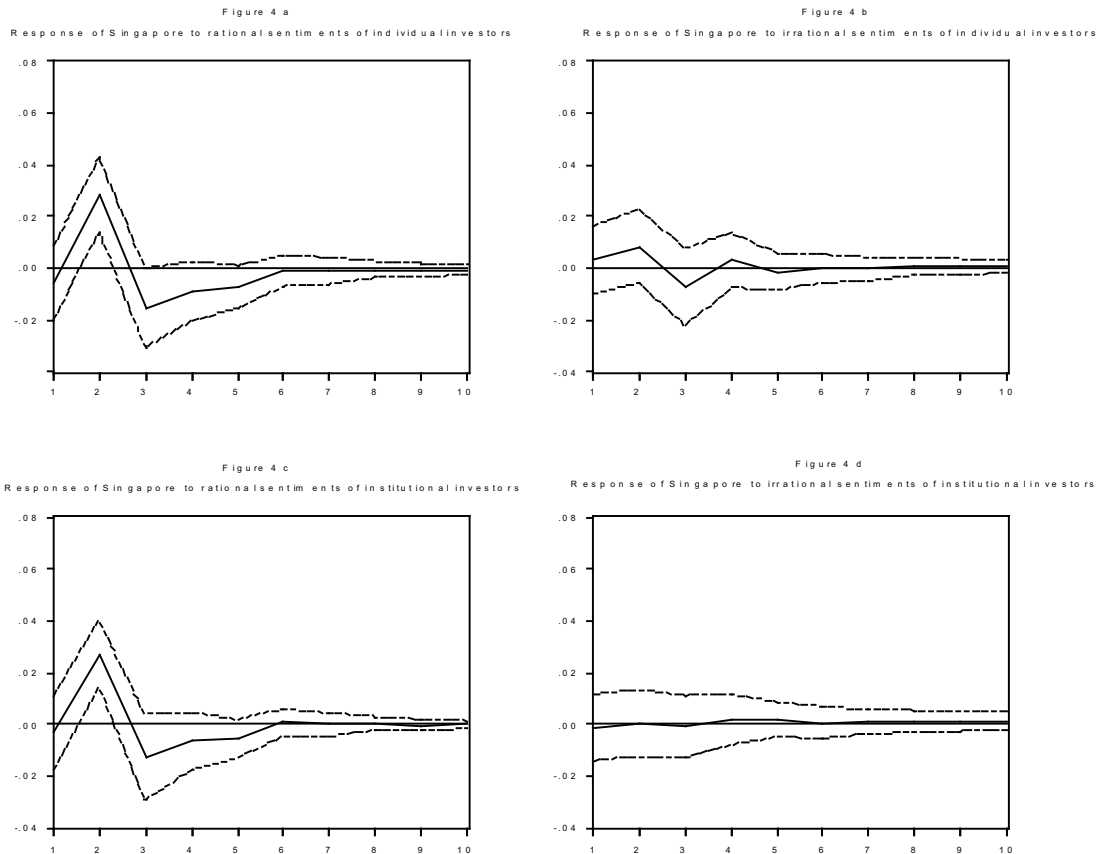 Figure 4 a
Response of Singapore to rational sentiments of individual investors
.08
.06
.04
.02
.00
-.02
1 2 3 4 5 6 7 8 9 10
Figure 4 b
Response of Singapore to irrational sentiments of individual investors
.08
.06
.04
.02
.00
-.02
-.04
1 2 3 4 5 6 7 8 9 10
Figure 4 c
Response of Singapore to rational sentiments of institutional investors
.08
.06
.04
.02
.00
-.02
-.04
1 2 3 4 5 6 7 8 9 10
Figure 4 d
Response of Singapore to irrational sentiments of institutional investors
.08
.06
.04
.02
.00
-.02
-.04
1 2 3 4 5 6 7 8 9 10